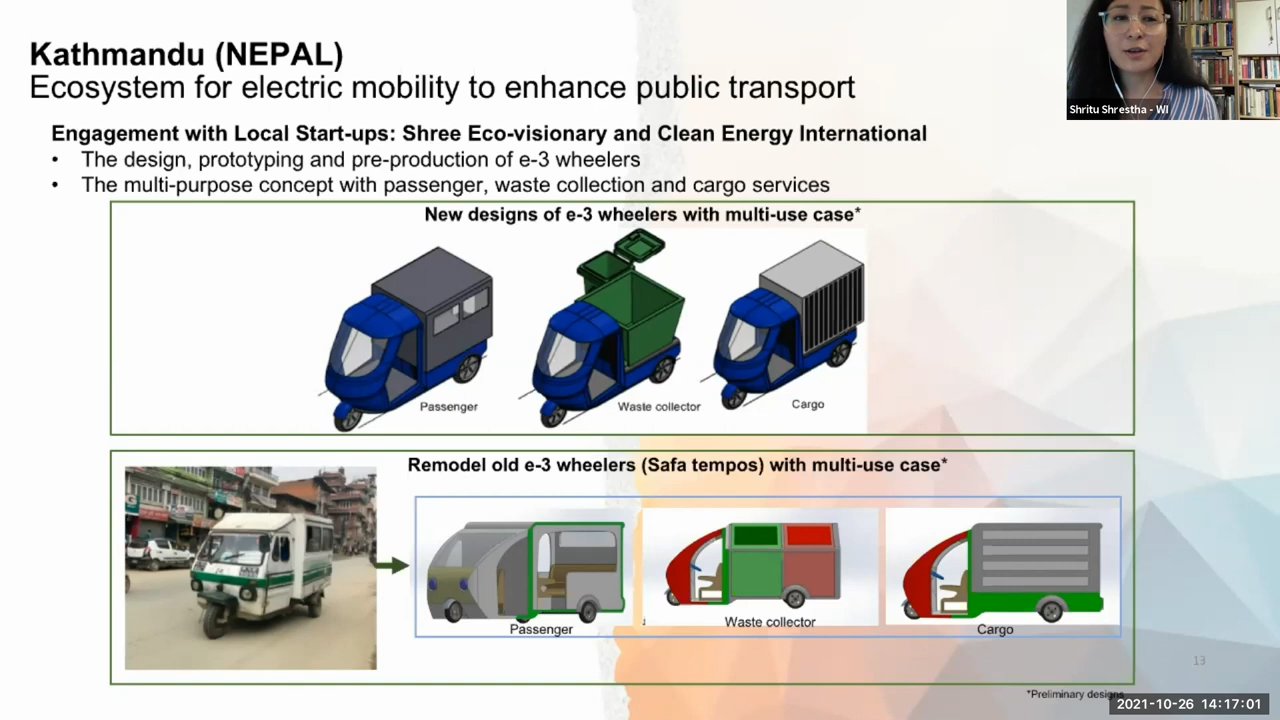 Kathmandu (NEPAL)
Ecosystem for electric mobility to enhance public transport
Shritu Shrestha - WI
Engagement with Local Start-ups: Shree Eco-visionary and Clean Energy International
• The design, prototyping and pre-production of e-3 wheelers
• The multi-purpose concept with passenger, waste collection and cargo services
New designs of e-3 wheelers with multi-use case*
Passenger
Waste collector
Cargo
Remodel old e-3 wheelers (Safa tempos) with multi-use case*
Passenger
Waste collector
Cargo
13
*Preliminary designs
2021-10-26 14:17:01